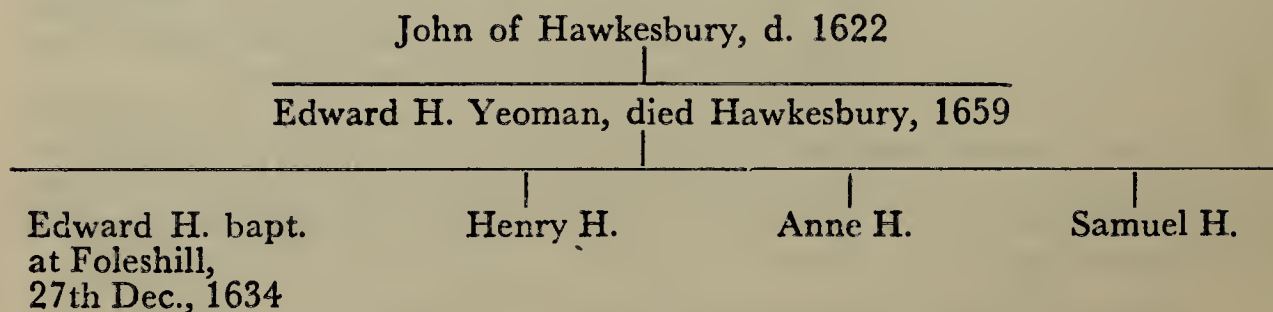 John of Hawkesbury, d. 1622
Edward H. Yeoman, died Hawkesbury, 1659
Edward H. bapt. at Foleshill, 27th Dec., 1634
Henry H.
Anne H.
Samuel H.